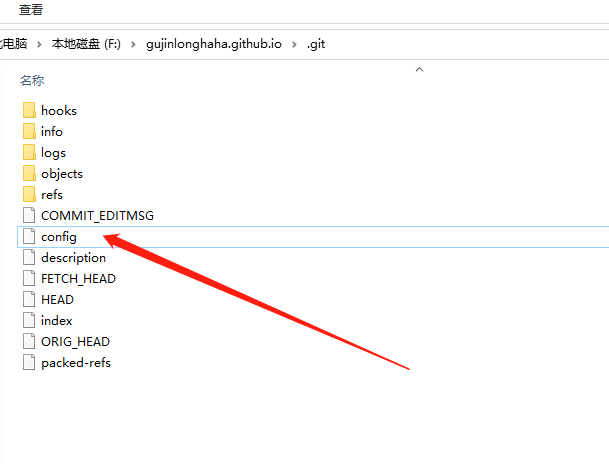 查看
电脑 › 本地磁盘 (F:) › gujinlonghaha.github.io › .git
名称
hooks
info
logs
objects
refs
COMMIT_EDITMSG
config
description
FETCH_HEAD
HEAD
index
ORIG_HEAD
packed-refs